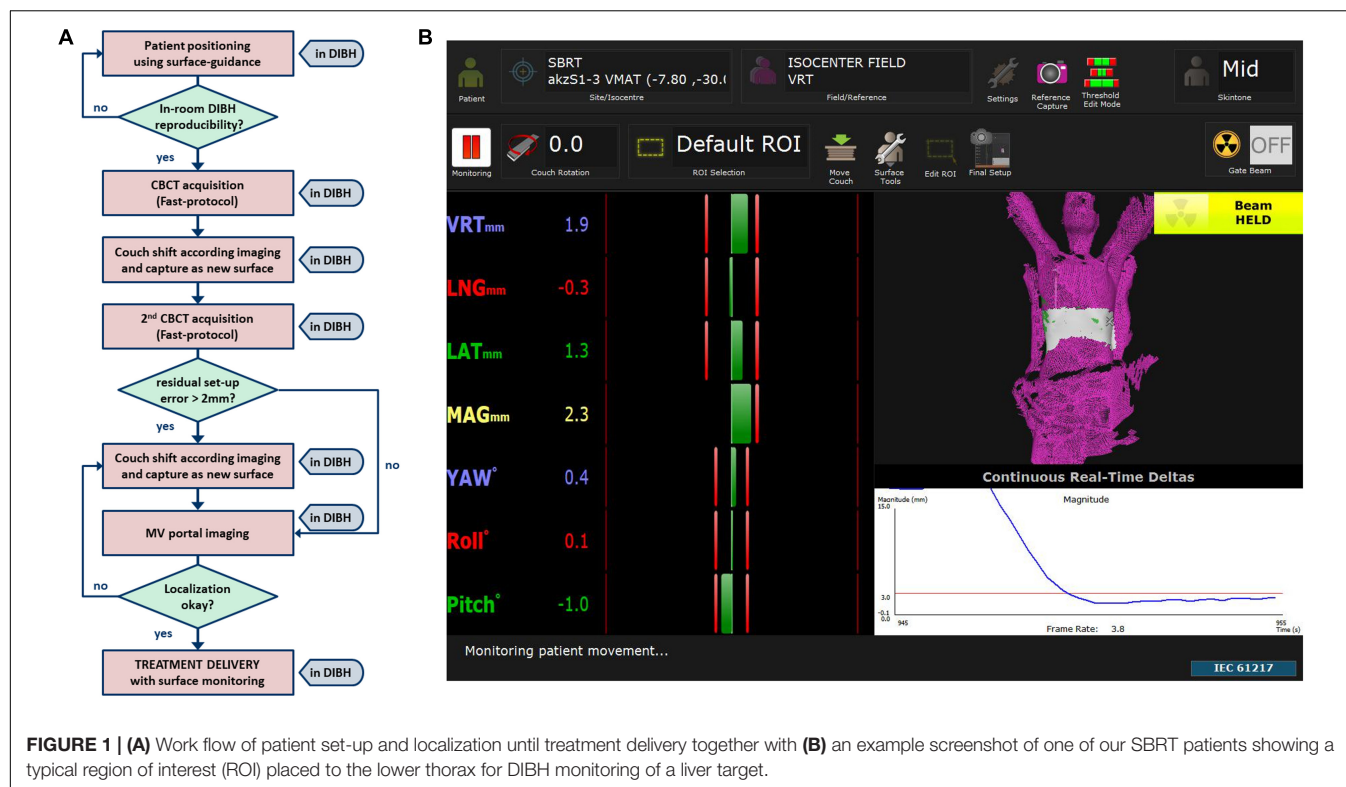 A
Patient positioning
using surface-guidance
in DIBH
no
In-room DIBH
reproducibility?
yes
CBCT acquisition
(Fast-protocol)
in DIBH
Couch shift according imaging
and capture as new surface
in DIBH
2nd CBCT acquisition
(Fast-protocol)
in DIBH
residual set-up
error > 2mm?
yes
no
Couch shift according imaging
and capture as new surface
in DIBH
MV portal imaging
in DIBH
no
Localization
okay?
yes
TREATMENT DELIVERY
with surface monitoring
in DIBH
B
Patient
SBRT
akzS1-3 VMAT (-7.80 ,-30.(
Site/Isocentre
ISOCENTER FIELD
VRT
Field/Reference
Settings
Reference
Capture
Threshold
Edit Mode
Mid
Skintone
Monitoring
0.0
Couch Rotation
Default ROI
ROI Selection
Move
Couch
Surface
Tools
Edit ROI
Final Setup
OFF
Gate Beam
VRTmm 1.9
LNGmm -0.3
LATmm 1.3
MAGmm 2.3
YAW° 0.4
Roll° 0.1
Pitch° -1.0
Beam
HELD
Continuous Real-Time Deltas
Magnitude (mm)
Magnitude
15.0
3.0
-0.1
0.0
945
955
Time (s)
Frame Rate: 3.8
Monitoring patient movement...
IEC 61217
FIGURE 1 | (A) Work flow of patient set-up and localization until treatment delivery together with (B) an example screenshot of one of our SBRT patients showing a
typical region of interest (ROI) placed to the lower thorax for DIBH monitoring of a liver target.